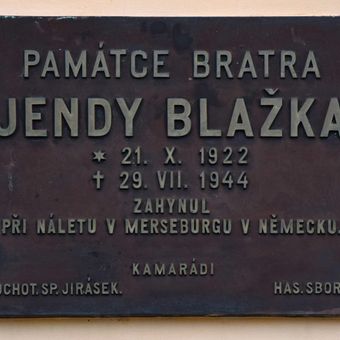 PAMÁTCE BRATRA
JENDY BLAŽKA
* 21. X. 1922
† 29. VII. 1944
ZAHYNUL
PŘI NÁLETU V MERSEBURGU V NĚMECKU.
KAMARÁDI
OCHOT. SP. JIRÁSEK. HAS. SBOR